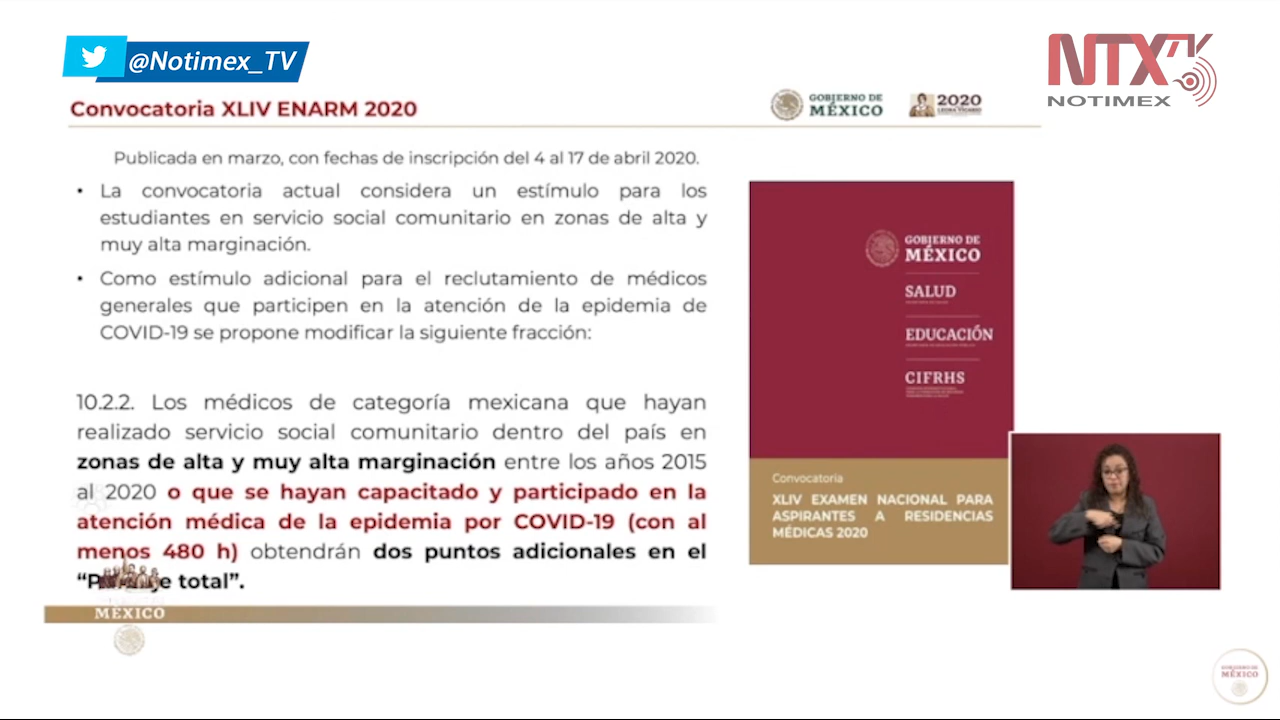 @Notimex_TV
NTX
NOTIMEX
Convocatoria XLIV ENARM 2020
GOBIERNO DE
MÉXICO
2020
LEONA VICARIO
Publicada en marzo, con fechas de inscripción del 4 al 17 de abril 2020.
• La convocatoria actual considera un estímulo para los
estudiantes en servicio social comunitario en zonas de alta y
muy alta marginación.
• Como estímulo adicional para el reclutamiento de médicos
generales que participen en la atención de la epidemia de
COVID-19 se propone modificar la siguiente fracción:
10.2.2. Los médicos de categoría mexicana que hayan
realizado servicio social comunitario dentro del país en
zonas de alta y muy alta marginación entre los años 2015
al 2020 o que se hayan capacitado y participado en la
atención médica de la epidemia por COVID-19 (con al
menos 480 h) obtendrán dos puntos adicionales en el
total”.
MÉXICO
GOBIERNO DE
MÉXICO
SALUD
EDUCACIÓN
CIFRHS
Convocatoria
XLIV EXAMEN NACIONAL PARA
ASPIRANTES A RESIDENCIAS
MÉDICAS 2020
GOBIERNO DE
MÉXICO